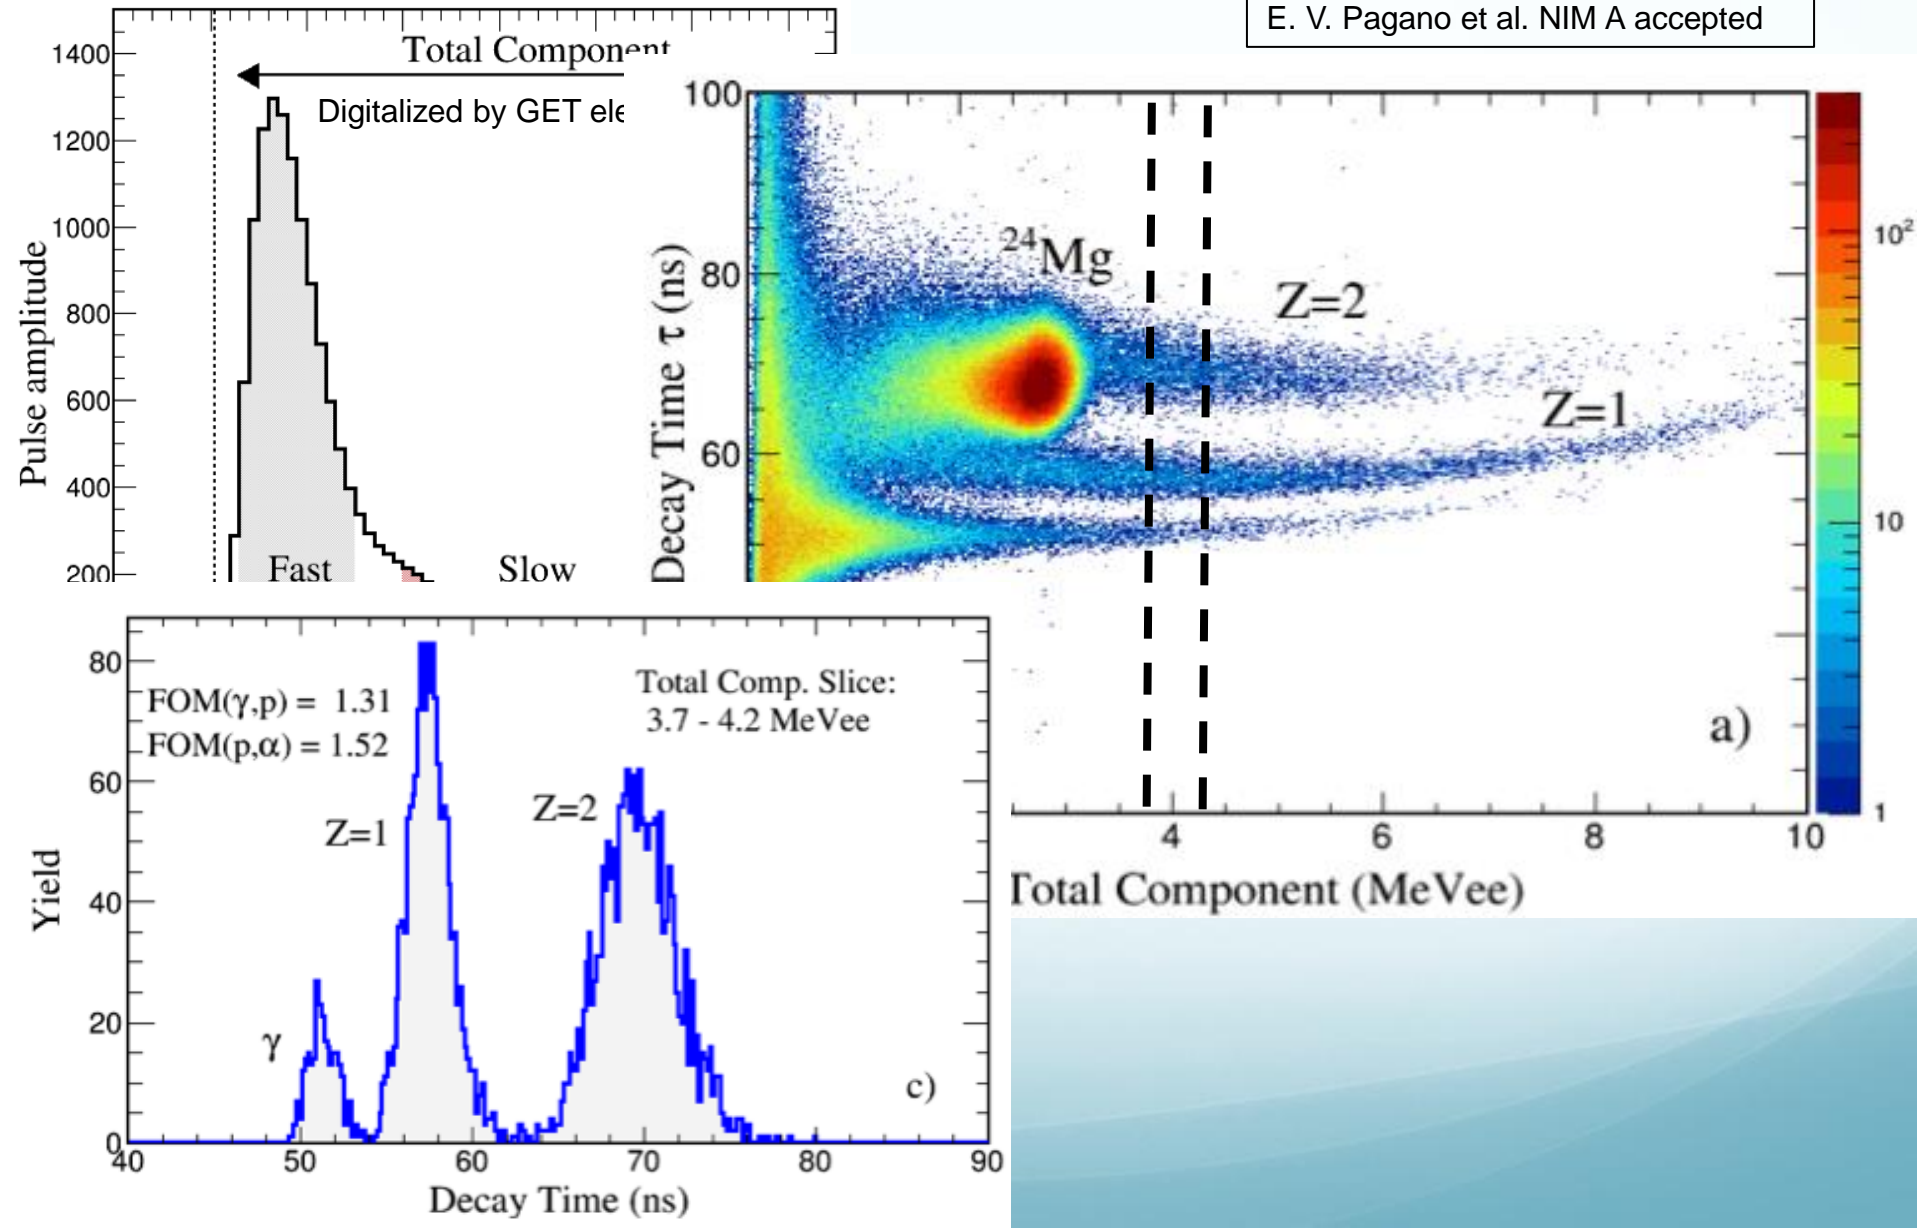 E. V. Pagano et al. NIM A accepted
Total Component
Digitalized by GET ele
1400
1200
1000
800
600
400
200
Pulse amplitude
Fast
Slow
100
80
60
Decay Time τ (ns)
24Mg
Z=2
Z=1
a)
10²
10
1
4
6
8
10
Total Component (MeVee)
80
60
40
20
0
Yield
FOM(γ,p) = 1.31
FOM(p,α) = 1.52
Total Comp. Slice:
3.7 - 4.2 MeVee
Z=1
Z=2
γ
c)
40
50
60
70
80
90
Decay Time (ns)